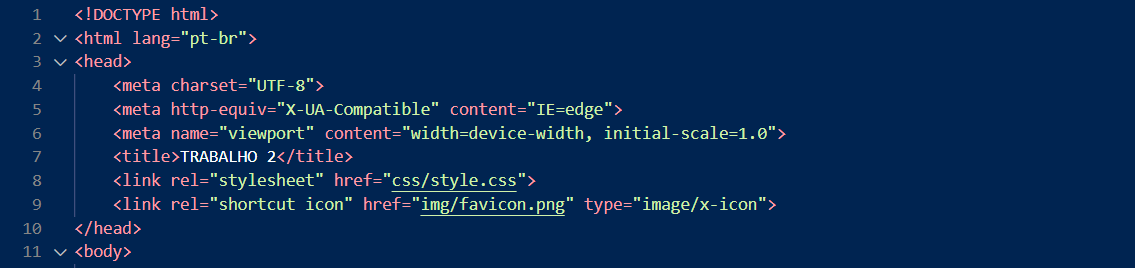 1 <!DOCTYPE html>
2 <html lang="pt-br">
3 <head>
4 <meta charset="UTF-8">
5 <meta http-equiv="X-UA-Compatible" content="IE=edge">
6 <meta name="viewport" content="width=device-width, initial-scale=1.0">
7 <title>TRABALHO 2</title>
8 <link rel="stylesheet" href="css/style.css">
9 <link rel="shortcut icon" href="img/favicon.png" type="image/x-icon">
10 </head>
11 <body>